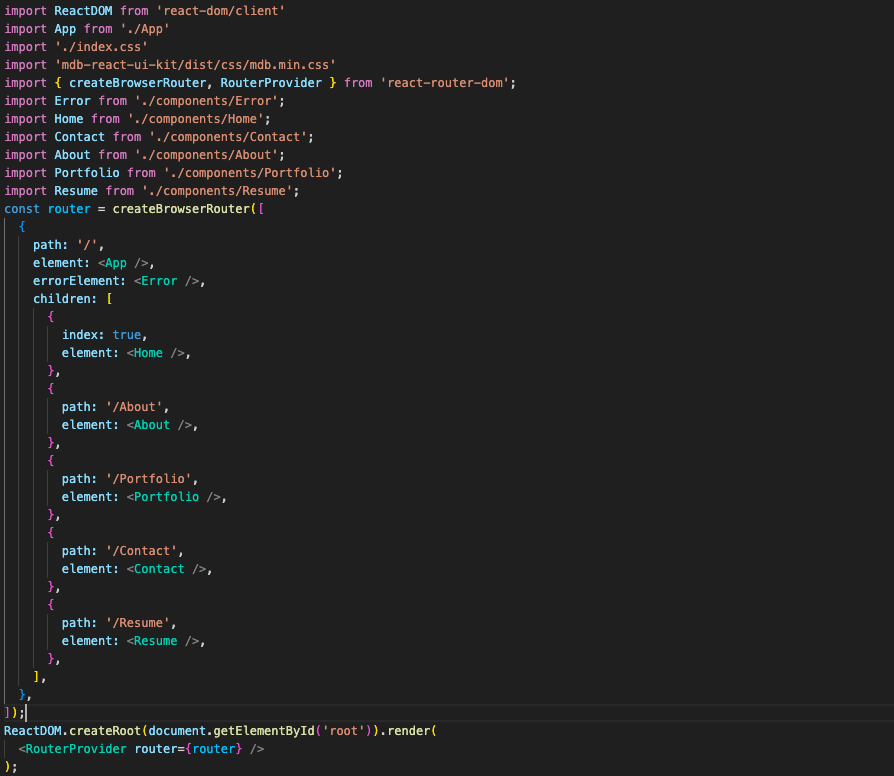 import ReactDOM from 'react-dom/client'
import App from './App'
import './index.css'
import 'mdb-react-ui-kit/dist/css/mdb.min.css'
import { createBrowserRouter, RouterProvider } from 'react-router-dom';
import Error from './components/Error';
import Home from './components/Home';
import Contact from './components/Contact';
import About from './components/About';
import Portfolio from './components/Portfolio';
import Resume from './components/Resume';
const router = createBrowserRouter([
  {
    path: '/',
    element: <App />,
    errorElement: <Error />,
    children: [
      {
        index: true,
        element: <Home />,
      },
      {
        path: '/About',
        element: <About />,
      },
      {
        path: '/Portfolio',
        element: <Portfolio />,
      },
      {
        path: '/Contact',
        element: <Contact />,
      },
      {
        path: '/Resume',
        element: <Resume />,
      },
    ],
  },
]);
ReactDOM.createRoot(document.getElementById('root')).render(
  <RouterProvider router={router} />
);